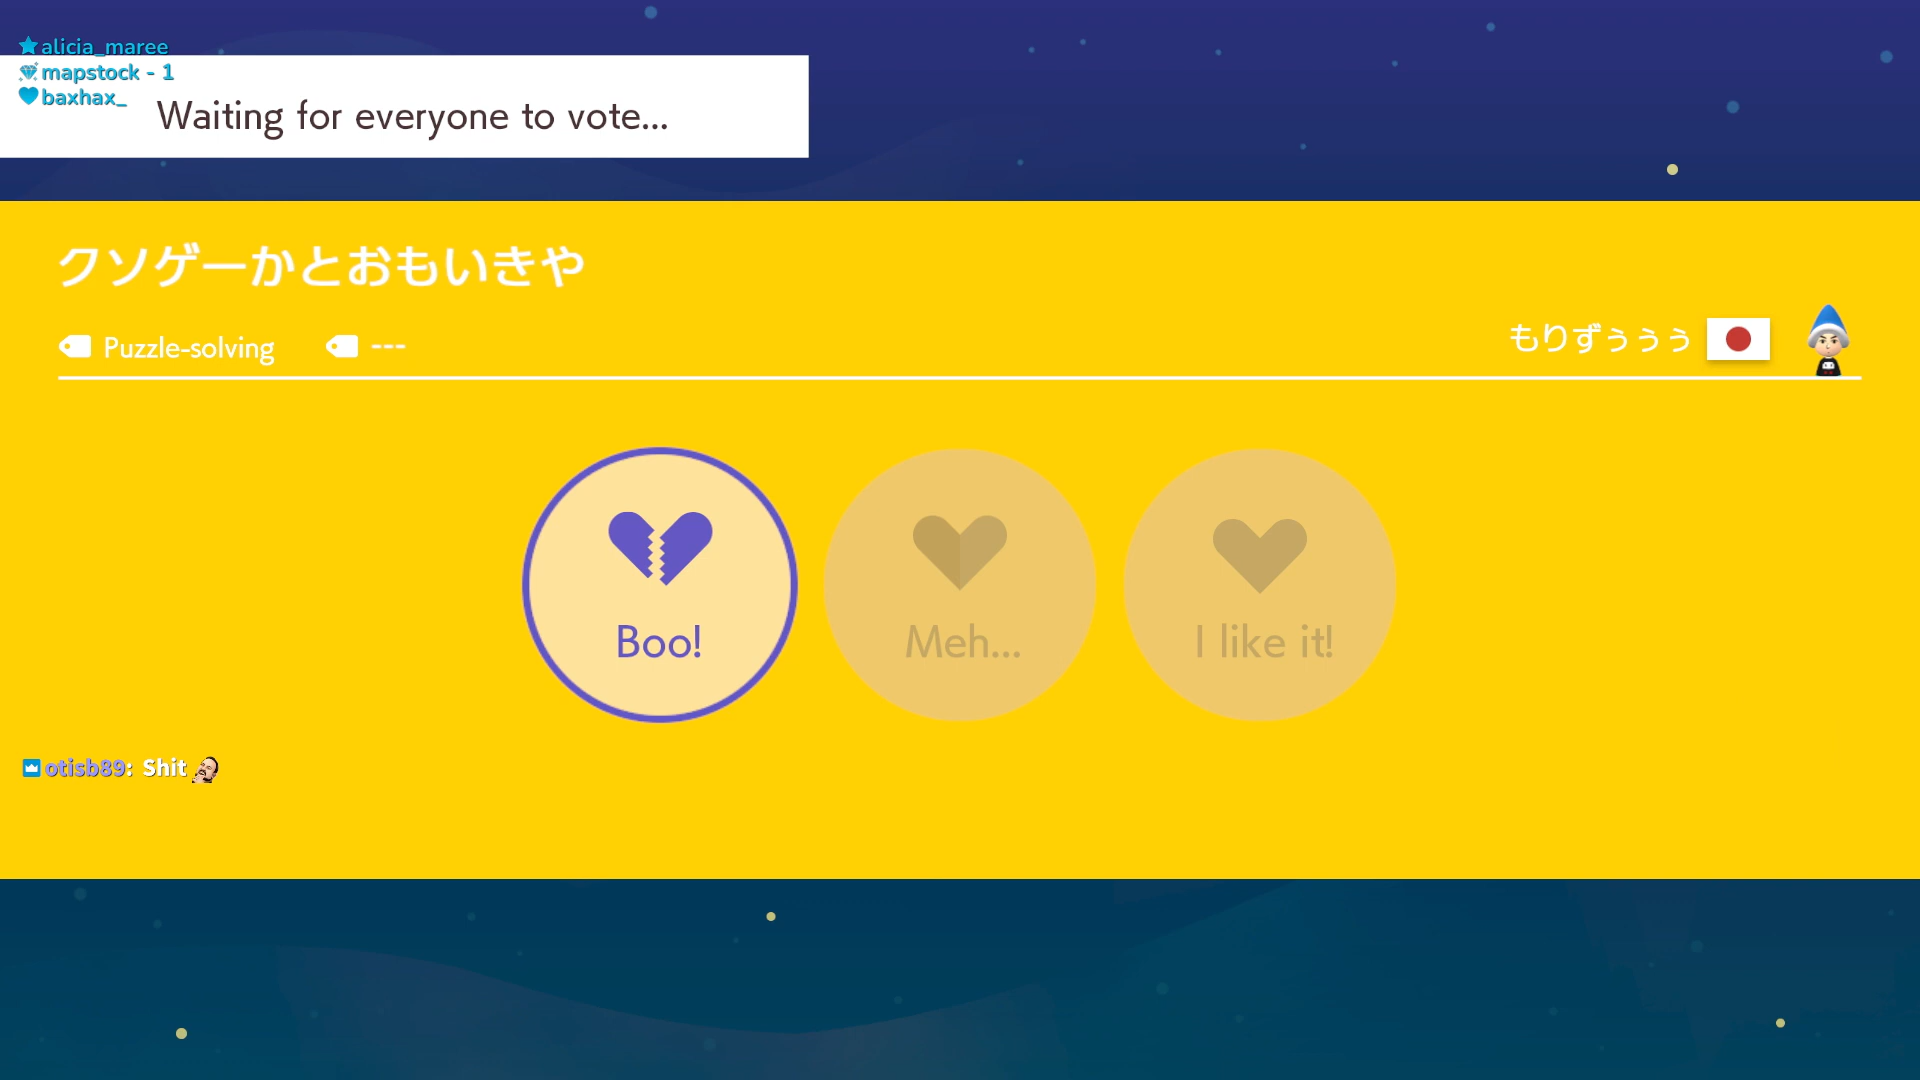 alicia_maree
mapstock - 1
baxhax_
Waiting for everyone to vote...
クソゲーかとおもいきや
Puzzle-solving
---
もりずぅぅぅ
Boo!
Meh...
I like it!
otisb89: Shit